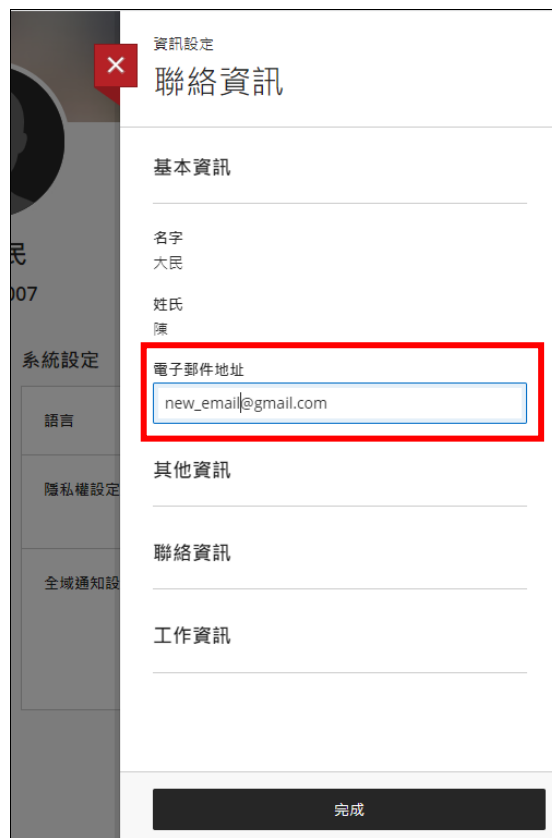 資訊設定
聯絡資訊
基本資訊
名字
大民
姓氏
陳
電子郵件地址
new_email@gmail.com
其他資訊
聯絡資訊
工作資訊
完成
民
007
系統設定
語言
隱私權設定
全域通知設